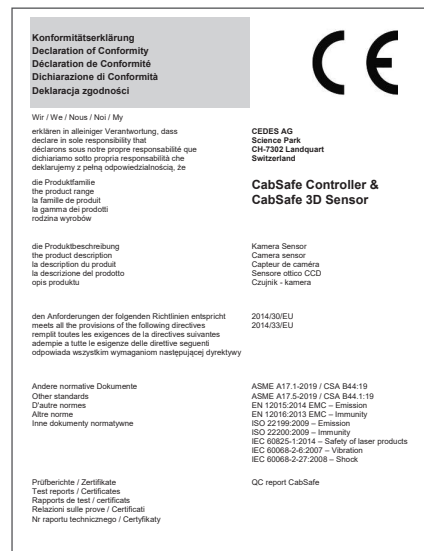 Konformitätserklärung
Declaration of Conformity
Déclaration de Conformité
Dichiarazione di Conformità
Deklaracja zgodności
CE
Wir / We / Nous / Noi / My
erklären in alleiniger Verantwortung, dass
declare in sole responsibility that
déclarons sous notre propre responsabilité que
dichiariamo sotto propria responsabilità che
deklarujemy z pełną odpowiedzialnością, że
CEDES AG
Science Park
CH-7302 Landquart
Switzerland
die Produktfamilie
the product range
la famille de produit
la gamma dei prodotti
rodzina wyrobów
CabSafe Controller &
CabSafe 3D Sensor
die Produktbeschreibung
the product description
la description du produit
la descrizione del prodotto
opis produktu
Kamera Sensor
Camera sensor
Capteur de caméra
Sensore ottico CCD
Czujnik - kamera
den Anforderungen der folgenden Richtlinien entspricht
meets all the provisions of the following directives
remplit toutes les exigences de la directives suivantes
adempie a tutte le esigenze delle direttive seguenti
odpowiada wszystkim wymaganiom następującej dyrektywy
2014/30/EU
2014/33/EU
Andere normative Dokumente
Other standards
D'autre normes
Altre norme
Inne dokumenty normatywne
ASME A17.1-2019 / CSA B44:19
ASME A17.5-2019 / CSA B44.1:19
EN 12015:2014 EMC – Emission
EN 12016:2013 EMC – Immunity
ISO 22199:2009 – Emission
ISO 22200:2009 – Immunity
IEC 60825-1:2014 – Safety of laser products
IEC 60068-2-6:2007 – Vibration
IEC 60068-2-27:2008 – Shock
Prüfberichte / Zertifikate
Test reports / Certificates
Rapports de test / certificats
Relazioni sulle prove / Certificati
Nr raportu technicznego / Certyfikaty
QC report CabSafe